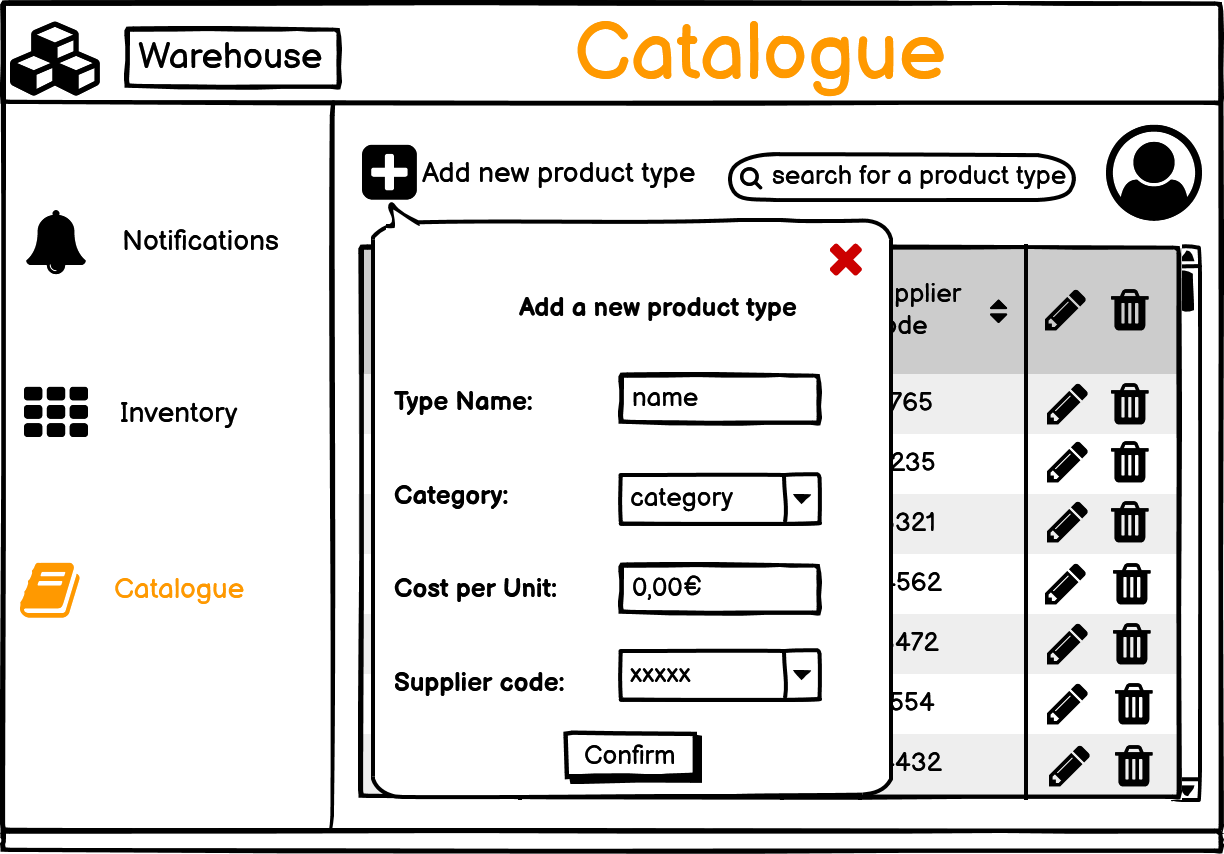 Warehouse
Catalogue
Add new product type
search for a product type
Notifications
Inventory
Catalogue
Add a new product type
Type Name:
name
Category:
category
Cost per Unit:
0,00€
Supplier code:
xxxxx
Confirm
765
235
321
562
472
554
432